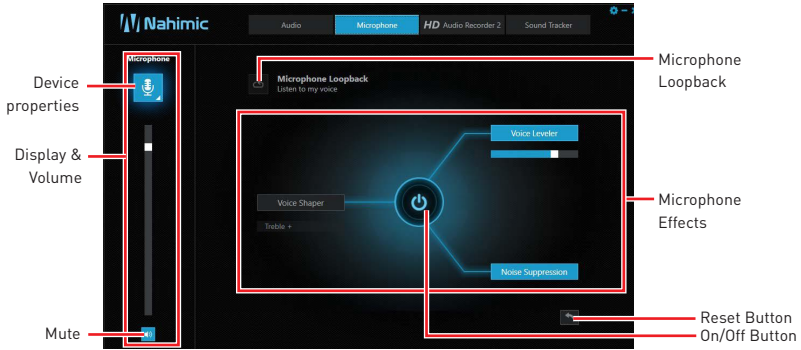 Nahimic
Audio
Microphone
HD Audio Recorder 2
Sound Tracker
Microphone
Microphone Loopback
Listen to my voice
Microphone
Loopback
Device
properties
Voice Leveler
Display &
Volume
Voice Shaper
Treble +
Microphone
Effects
Noise Suppression
Reset Button
Mute
On/Off Button